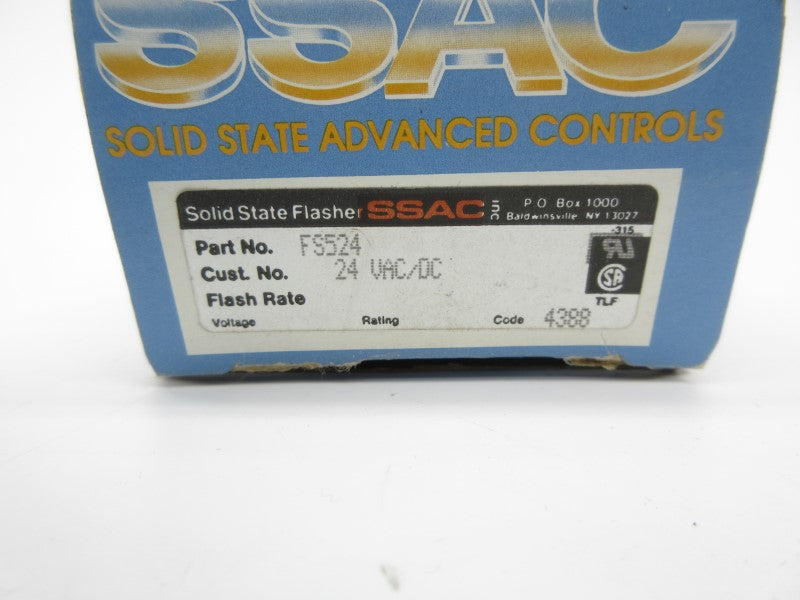 SSAC
SOLID STATE ADVANCED CONTROLS
Solid State Flasher SSAC INC P.O. Box 1000
Baldwinsville NY 13027
-315
Part No. FS524
Cust. No. 24 VAC/DC
Flash Rate
TLF
Voltage Rating Code 4388